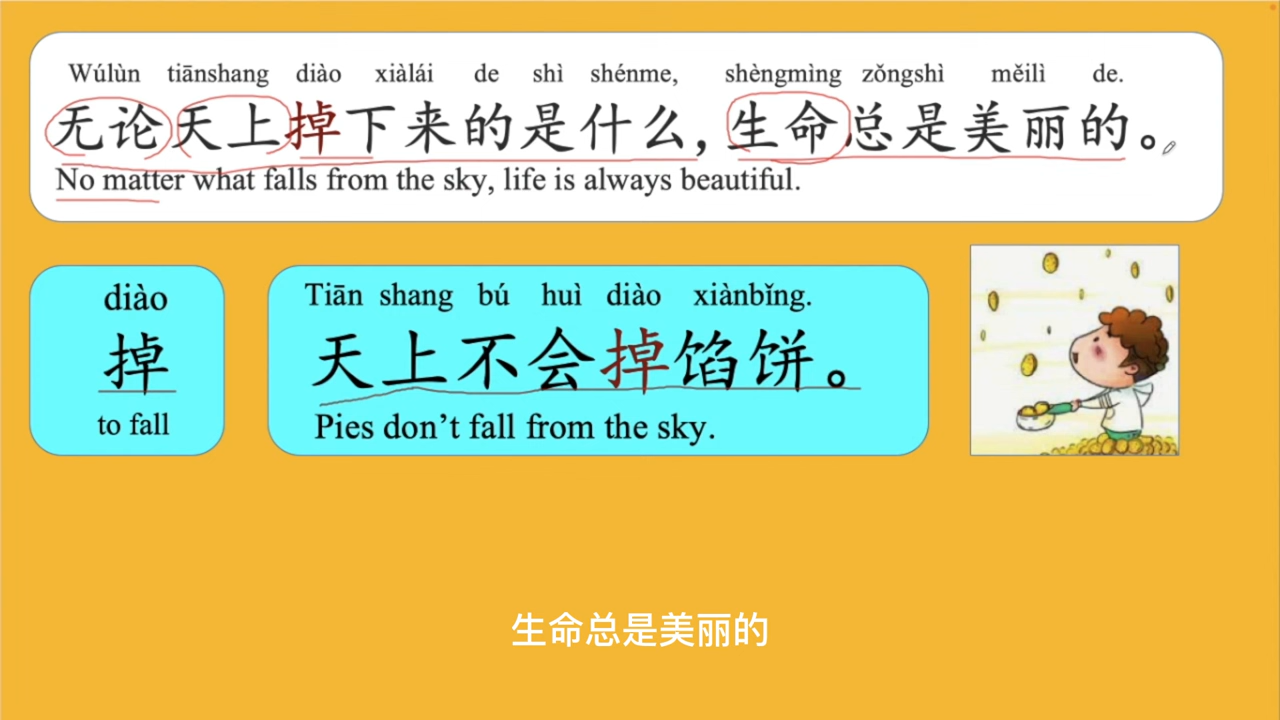 Wúlùn tiānshang diào xiàlái de shì shénme, shèngmìng zǒngshì měilì de.
无论天上掉下来的是什么,生命总是美丽的。
No matter what falls from the sky, life is always beautiful.
diào
掉
to fall
Tiān shang bú huì diào xiànbǐng.
天上不会掉馅饼。
Pies don't fall from the sky.
生命总是美丽的